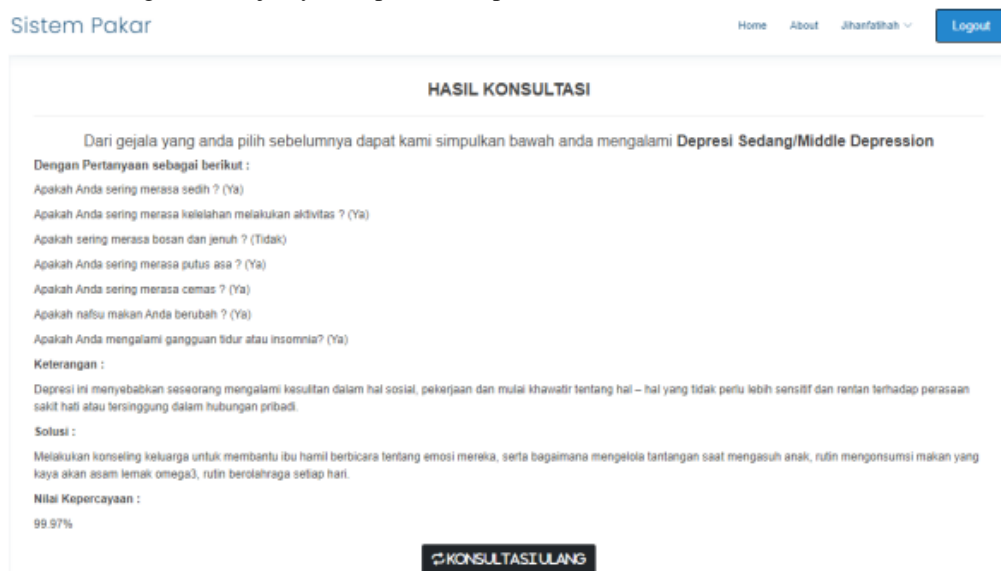 Sistem Pakar
Home About Jihanfatihah Logout
HASIL KONSULTASI
Dari gejala yang anda pilih sebelumnya dapat kami simpulkan bawah anda mengalami Depresi Sedang/Middle Depression
Dengan Pertanyaan sebagai berikut :
Apakah Anda sering merasa sedih ? (Ya)
Apakah Anda sering merasa kelelahan melakukan aktivitas ? (Ya)
Apakah sering merasa bosan dan jenuh ? (Tidak)
Apakah Anda sering merasa putus asa ? (Ya)
Apakah Anda sering merasa cemas ? (Ya)
Apakah nafsu makan Anda berubah ? (Ya)
Apakah Anda mengalami gangguan tidur atau insomnia? (Ya)
Keterangan :
Depresi ini menyebabkan seseorang mengalami kesulitan dalam hal sosial, pekerjaan dan mulai khawatir tentang hal – hal yang tidak perlu lebih sensitif dan rentan terhadap perasaan
sakit hati atau tersinggung dalam hubungan pribadi.
Solusi :
Melakukan konseling keluarga untuk membantu ibu hamil berbicara tentang emosi mereka, serta bagaimana mengelola tantangan saat mengasuh anak, rutin mengonsumsi makan yang
kaya akan asam lemak omega3, rutin berolahraga setiap hari.
Nilai Kepercayaan :
99.97%
KONSULTASI ULANG